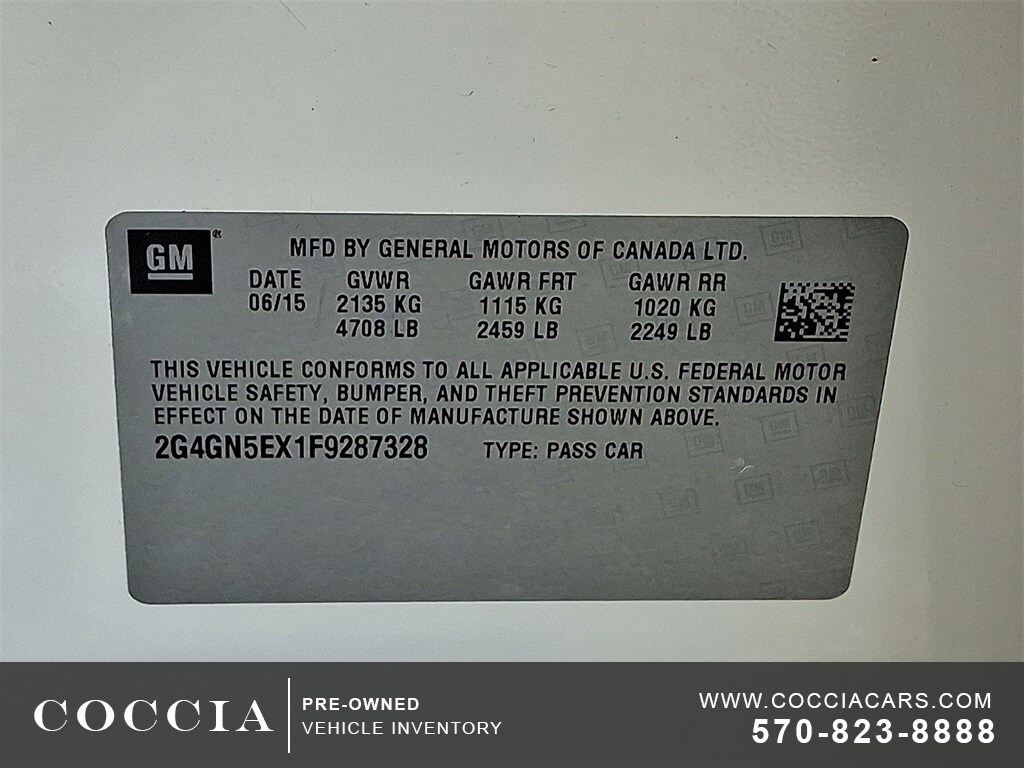 GM
MFD BY GENERAL MOTORS OF CANADA LTD.
DATE GVWR GAWR FRT GAWR RR
06/15 2135 KG 1115 KG 1020 KG
4708 LB 2459 LB 2249 LB
THIS VEHICLE CONFORMS TO ALL APPLICABLE U.S. FEDERAL MOTOR
VEHICLE SAFETY, BUMPER, AND THEFT PREVENTION STANDARDS IN
EFFECT ON THE DATE OF MANUFACTURE SHOWN ABOVE.
2G4GN5EX1F9287328 TYPE: PASS CAR
COCCIA
PRE-OWNED
VEHICLE INVENTORY
WWW.COCCIACARS.COM
570-823-8888